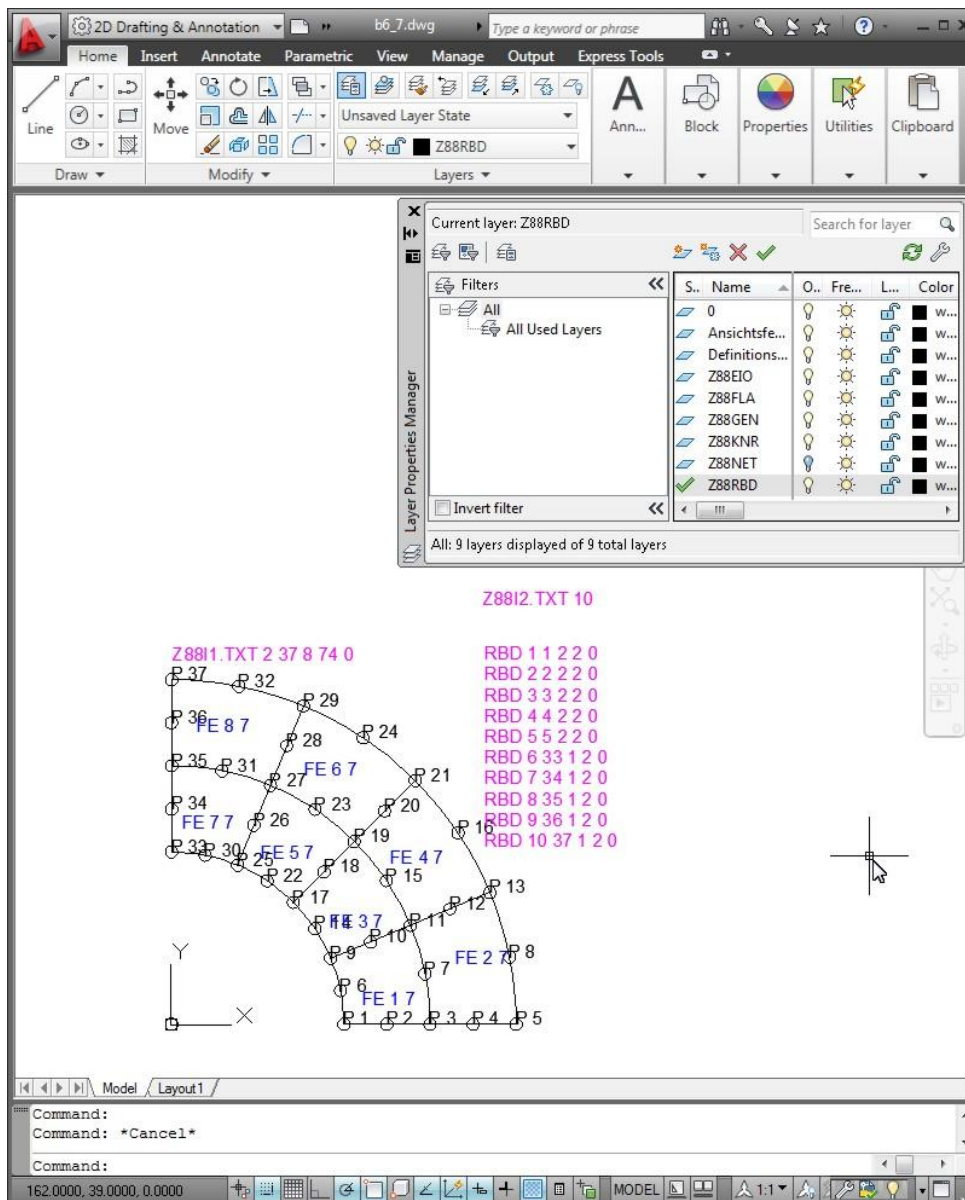 2D Drafting & Annotation
b6_7.dwg
Type a keyword or phrase
Home Insert Annotate Parametric View Manage Output Express Tools
Line
Move
Unsaved Layer State
Z88RBD
Ann...
Block
Properties
Utilities
Clipboard
Draw
Modify
Layers
Current layer: Z88RBD
Search for layer
Filters
All
All Used Layers
Invert filter
S.. Name O.. Fre... L... Color
0 w...
Ansichtsfe... w...
Definitions... w...
Z88EIO w...
Z88FLA w...
Z88GEN w...
Z88KNR w...
Z88NET w...
Z88RBD w...
All: 9 layers displayed of 9 total layers
Layer Properties Manager
Z88I2.TXT 10
Z88I1.TXT 2 37 8 74 0
RBD 1 1 2 2 0
RBD 2 2 2 2 0
RBD 3 3 2 2 0
RBD 4 4 2 2 0
RBD 5 5 2 2 0
RBD 6 33 1 2 0
RBD 7 34 1 2 0
RBD 8 35 1 2 0
RBD 9 36 1 2 0
RBD 10 37 1 2 0
P 37
P 32
P 29
P 36
FE 8 7
P 24
P 28
P 35
P 31
FE 6 7
P 27
P 21
P 34
P 23
P 20
FE 7 7
P 26
P 16
P 33
P 30
FE 5 7
P 19
P 25
FE 4 7
P 22
P 18
P 15
P 17
P 13
P 14
FE 3 7
P 12
P 11
P 10
P 9
FE 2 7
P 8
P 7
P 6
FE 1 7
P 1
P 2
P 3
P 4
P 5
Y
X
Model
Layout1
Command:
Command: *Cancel*
Command:
162.0000, 39.0000, 0.0000
MODEL
1:1